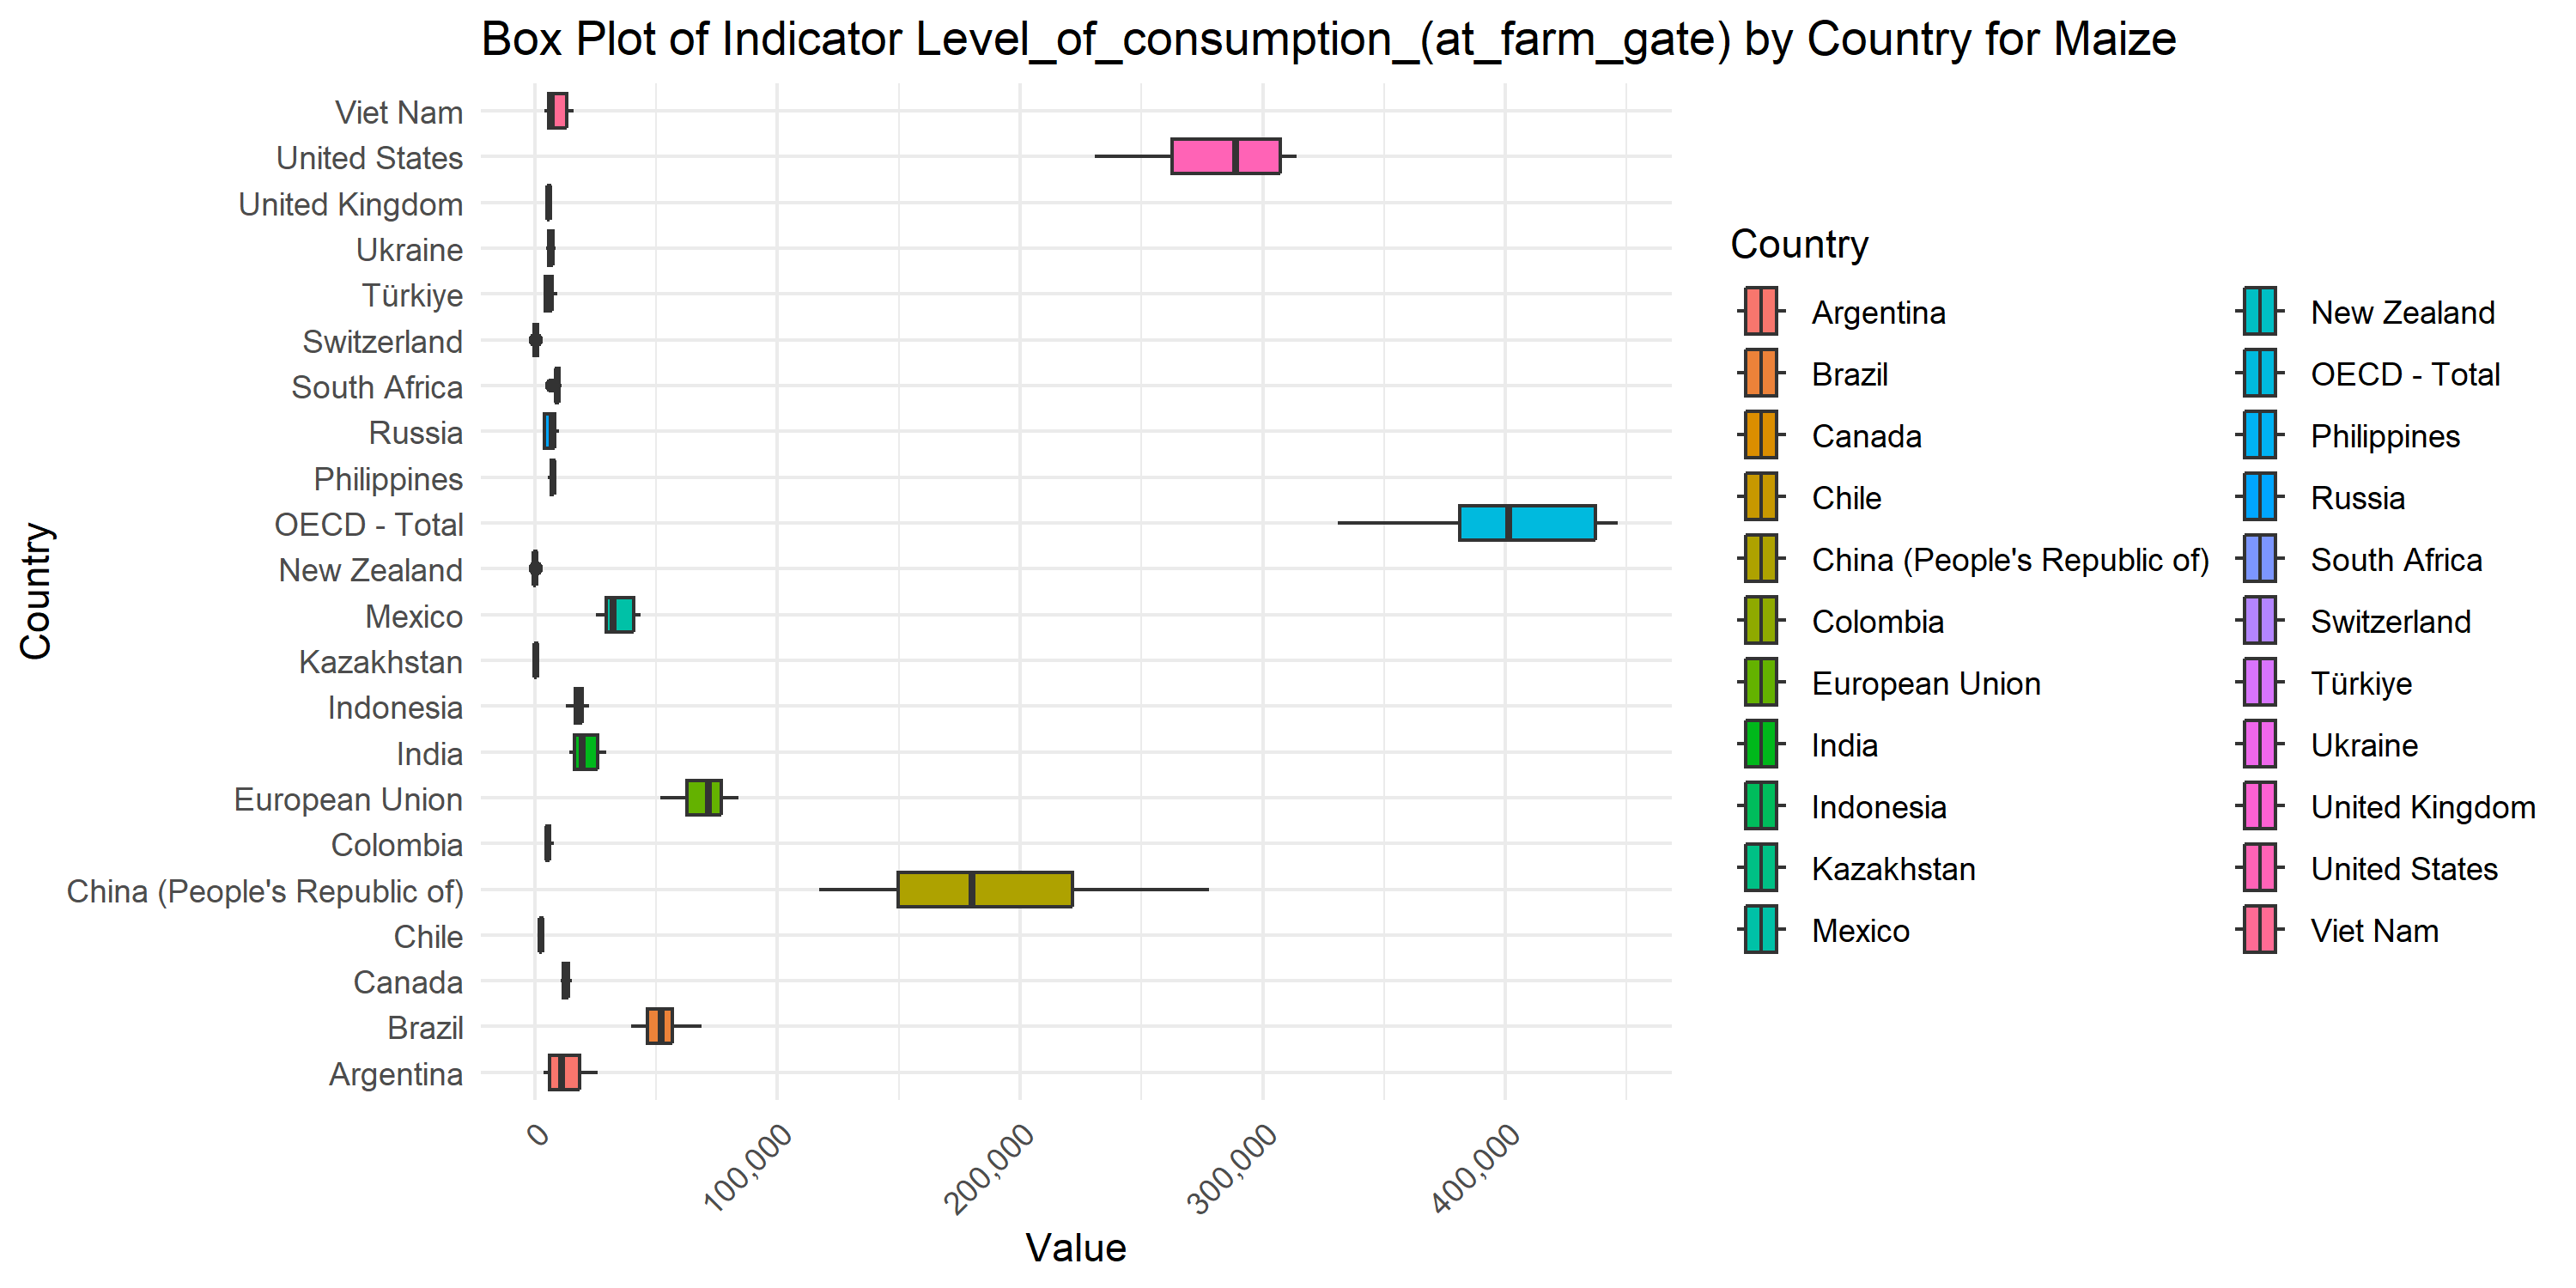 Box Plot of Indicator Level_of_consumption_(at_farm_gate) by Country for Maize
Country
Viet Nam
United States
United Kingdom
Ukraine
Türkiye
Switzerland
South Africa
Russia
Philippines
OECD - Total
New Zealand
Mexico
Kazakhstan
Indonesia
India
European Union
Colombia
China (People's Republic of)
Chile
Canada
Brazil
Argentina
0
100,000
200,000
300,000
400,000
Value
Country
Argentina
Brazil
Canada
Chile
China (People's Republic of)
Colombia
European Union
India
Indonesia
Kazakhstan
Mexico
New Zealand
OECD - Total
Philippines
Russia
South Africa
Switzerland
Türkiye
Ukraine
United Kingdom
United States
Viet Nam